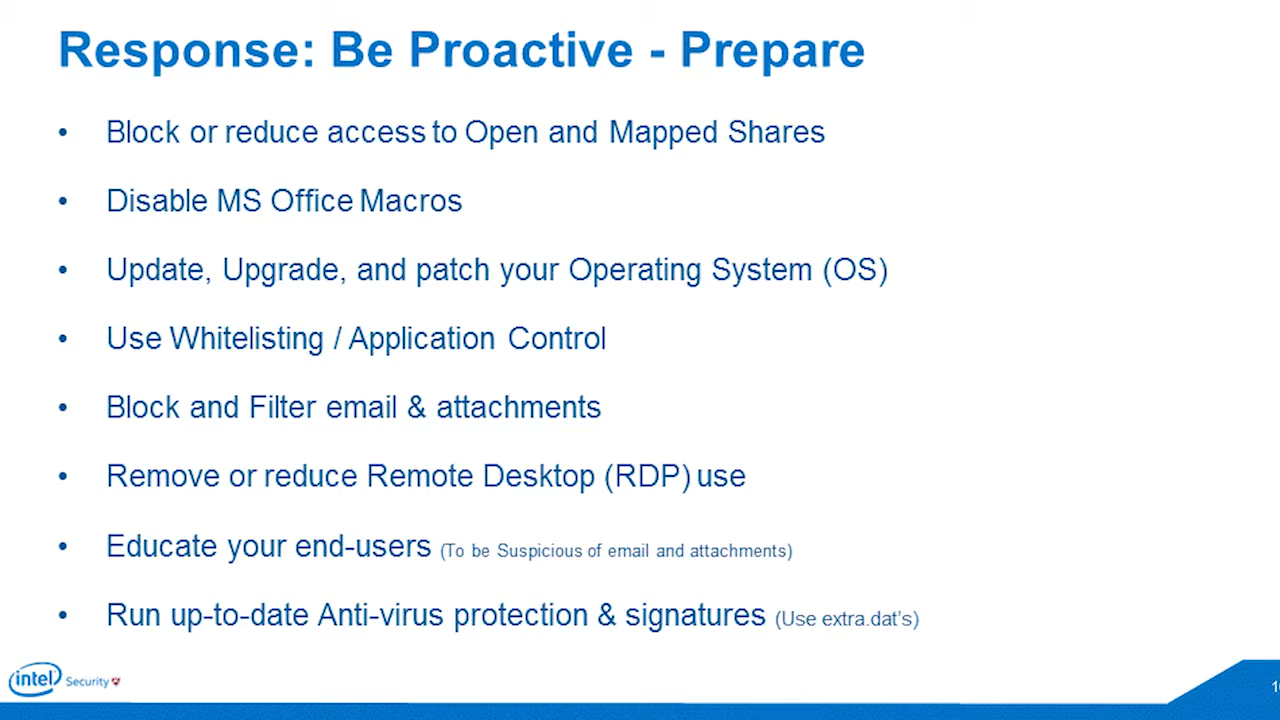 Response: Be Proactive - Prepare
• Block or reduce access to Open and Mapped Shares
• Disable MS Office Macros
• Update, Upgrade, and patch your Operating System (OS)
• Use Whitelisting / Application Control
• Block and Filter email & attachments
• Remove or reduce Remote Desktop (RDP) use
• Educate your end-users (To be Suspicious of email and attachments)
• Run up-to-date Anti-virus protection & signatures (Use extra.dat's)
intel Security